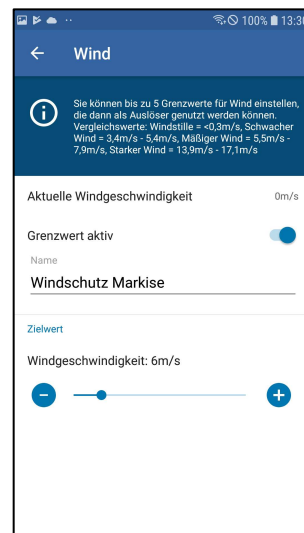 100% 13:30
Wind
Sie können bis zu 5 Grenzwerte für Wind einstellen,
die dann als Auslöser genutzt werden können.
Vergleichswerte: Windstille = <0,3m/s, Schwacher
Wind = 3,4m/s - 5,4m/s, Mäßiger Wind = 5,5m/s -
7,9m/s, Starker Wind = 13,9m/s - 17,1m/s
Aktuelle Windgeschwindigkeit 0m/s
Grenzwert aktiv
Name
Windschutz Markise
Zielwert
Windgeschwindigkeit: 6m/s